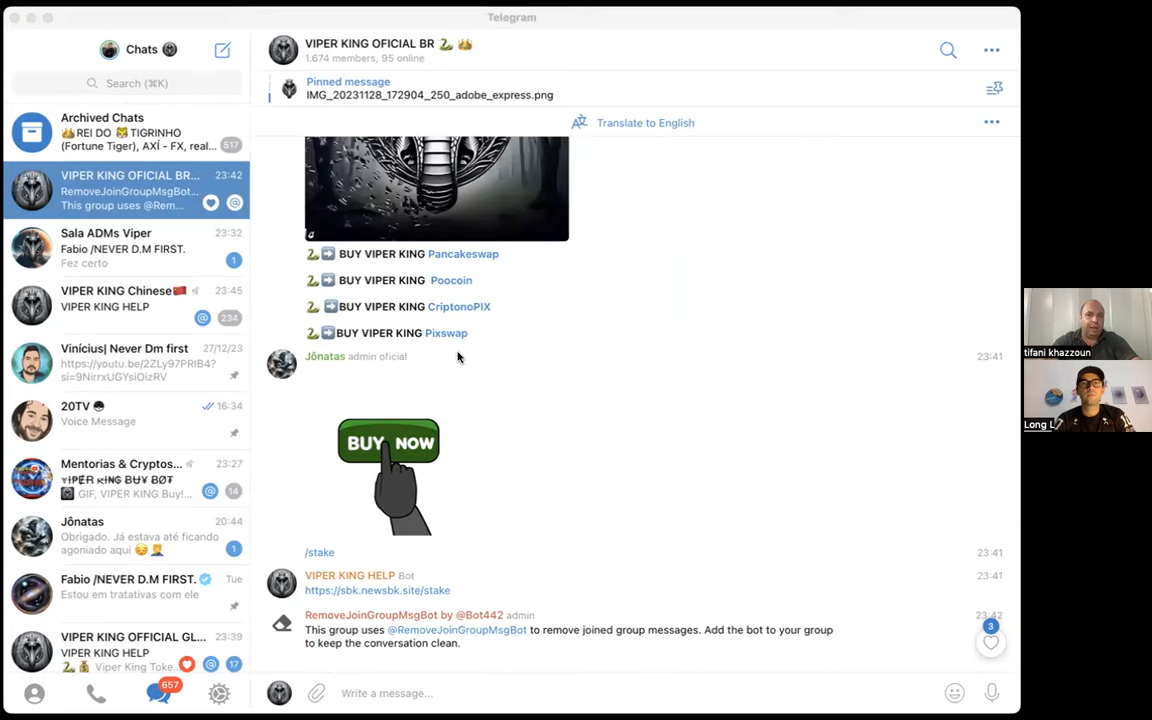 Telegram
Chats
Search (⌘K)
Archived Chats
👑REI DO 🐯TIGRINHO
(Fortune Tiger), AXÍ - FX, real...
517
VIPER KING OFICIAL BR...
23:42
RemoveJoinGroupMsgBot...
This group uses @Rem...
Sala ADMs Viper
23:32
Fabio /NEVER D.M FIRST.
Fez certo
1
VIPER KING Chinese🇨🇳
23:45
VIPER KING HELP
234
Vinícius| Never Dm first
27/12/23
https://youtu.be/2ZLy97PRIB4?
si=9NirrxUGYsiOizRV
20TV
16:34
Voice Message
Mentorias & Cryptos...
23:27
GIF, VIPER KING Buy!...
14
Jônatas
20:44
Obrigado. Já estava até ficando
agoniado aqui 😔🤦
1
Fabio /NEVER D.M FIRST.
Tue
Estou em tratativas com ele
VIPER KING OFFICIAL GL...
23:39
VIPER KING HELP
🐍💰 Viper King Toke...
17
657
VIPER KING OFICIAL BR 🐍 👑
1.674 members, 95 online
Pinned message
IMG_20231128_172904_250_adobe_express.png
Translate to English
🐍➡️ BUY VIPER KING Pancakeswap
🐍➡️ BUY VIPER KING Poocoin
🐍➡️BUY VIPER KING CriptonoPIX
🐍➡️BUY VIPER KING Pixswap
Jônatas admin oficial
23:41
BUY NOW
/stake
23:41
VIPER KING HELP Bot
23:41
https://sbk.newsbk.site/stake
RemoveJoinGroupMsgBot by @Bot442 admin
23:42
This group uses @RemoveJoinGroupMsgBot to remove joined group messages. Add the bot to your group
to keep the conversation clean.
3
Write a message...
tifani khazzoun
Long L